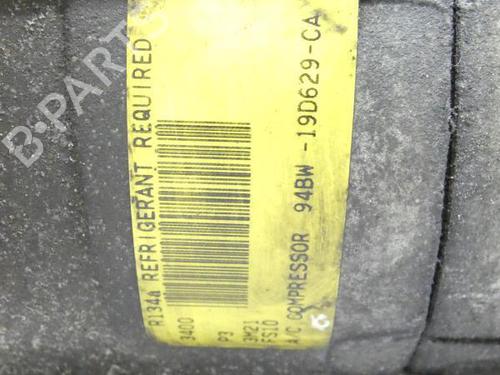 R134a REFRIGERANT REQUIRED
3400
P3
3M21
FS10
A/C COMPRESSOR 94BW -19D629-CA
B-PARTS